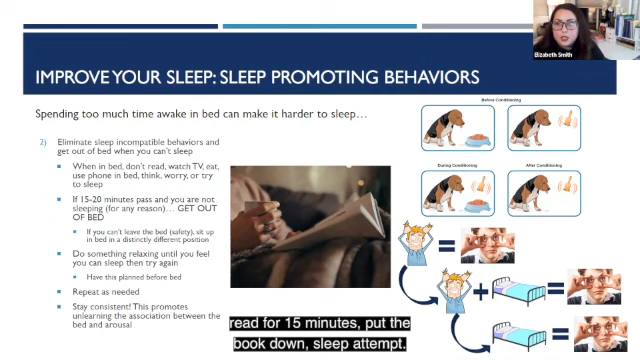 Elizabeth Smith
IMPROVE YOUR SLEEP: SLEEP PROMOTING BEHAVIORS
Spending too much time awake in bed can make it harder to sleep…
2) Eliminate sleep incompatible behaviors and
get out of bed when you can't sleep
When in bed, don't read, watch TV, eat,
use phone in bed, think, worry, or try
to sleep
If 15-20 minutes pass and you are not
sleeping (for any reason)… GET OUT
OF BED
If you can't leave the bed (safety), sit up
in bed in a distinctly different position
Do something relaxing until you feel
you can sleep then try again
Have this planned before bed
Repeat as needed
Stay consistent! This promotes
unlearning the association between the
bed and arousal
Before Conditioning
During Conditioning
After Conditioning
=
+
=
=
read for 15 minutes, put the
book down, sleep attempt.